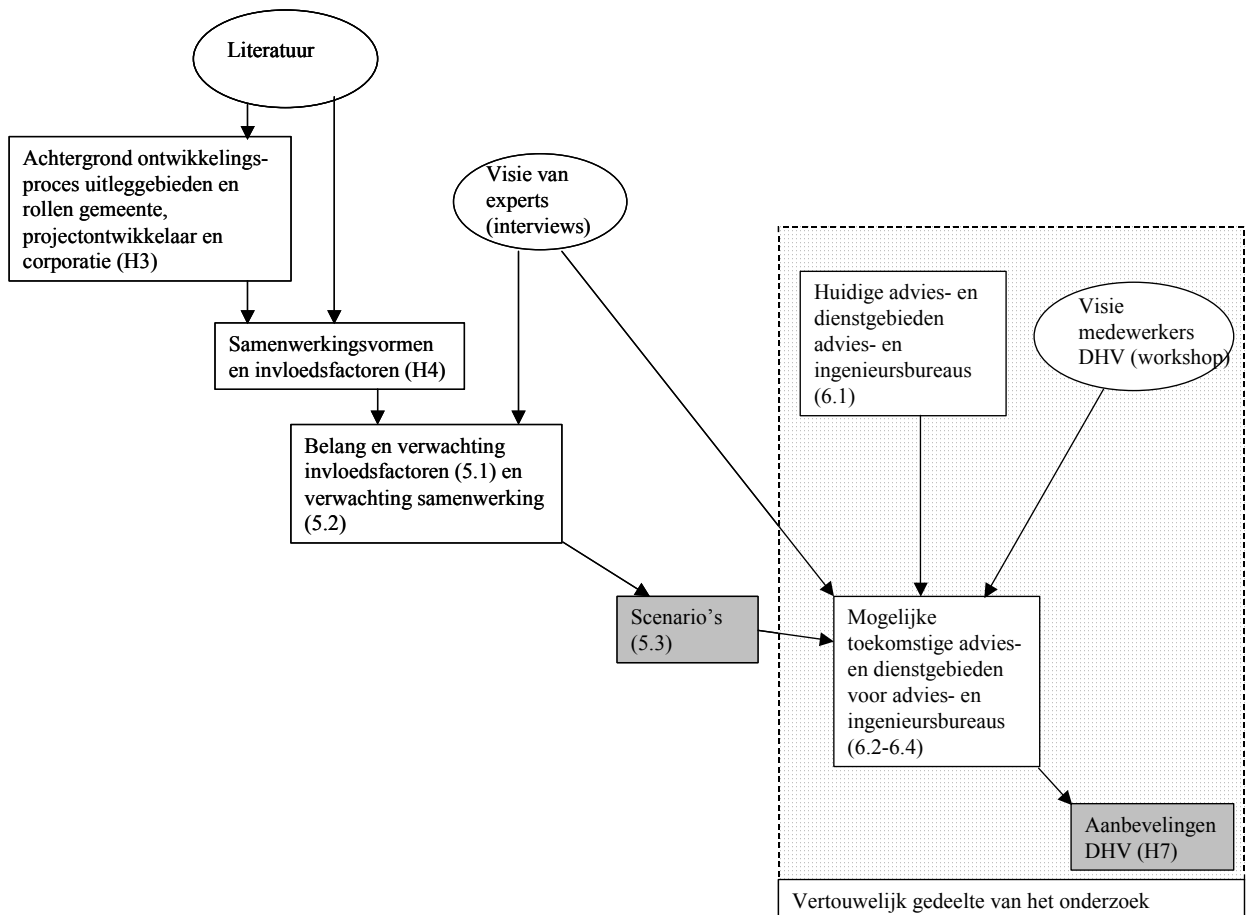 Literatuur
Achtergrond ontwikkelings-
proces uitleggebieden en
rollen gemeente,
projectontwikkelaar en
corporatie (H3)
Visie van
experts
(interviews)
Samenwerkingsvormen
en invloedsfactoren (H4)
Huidige advies- en
dienstgebieden
advies- en
ingenieursbureaus
(6.1)
Visie
medewerkers
DHV (workshop)
Belang en verwachting
invloedsfactoren (5.1) en
verwachting samenwerking
(5.2)
Scenario’s
(5.3)
Mogelijke
toekomstige advies-
en dienstgebieden
voor advies- en
ingenieursbureaus
(6.2-6.4)
Aanbevelingen
DHV (H7)
Vertouwelijk gedeelte van het onderzoek